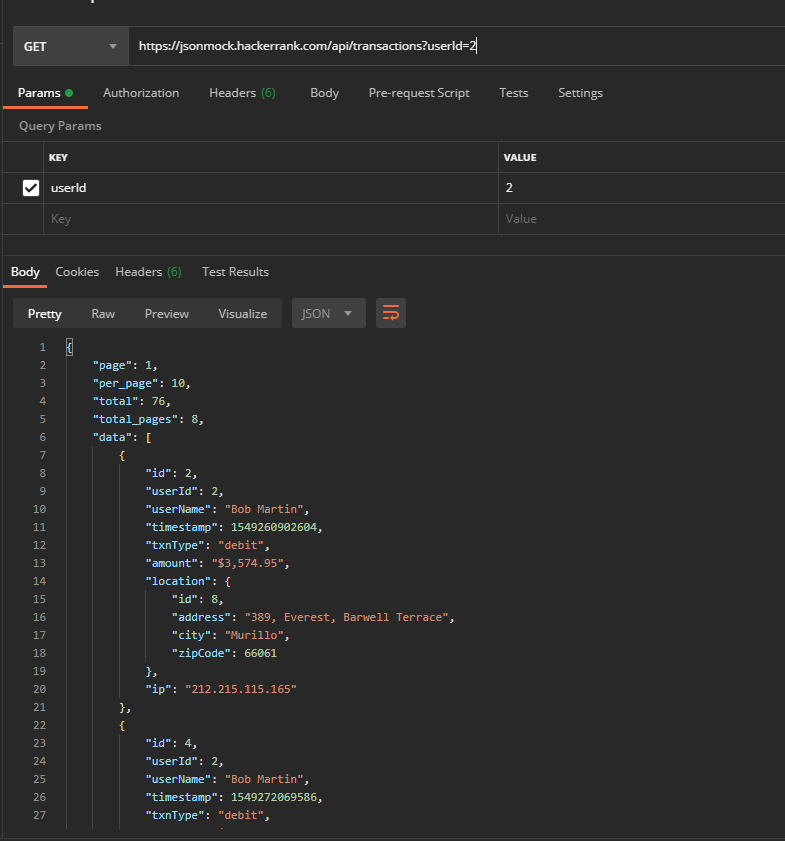 GET https://jsonmock.hackerrank.com/api/transactions?userId=2
Params Authorization Headers (6) Body Pre-request Script Tests Settings
Query Params
KEY VALUE
userId 2
Key Value
Body Cookies Headers (6) Test Results
Pretty Raw Preview Visualize JSON
1 {
2 "page": 1,
3 "per_page": 10,
4 "total": 76,
5 "total_pages": 8,
6 "data": [
7 {
8 "id": 2,
9 "userId": 2,
10 "userName": "Bob Martin",
11 "timestamp": 1549260902604,
12 "txnType": "debit",
13 "amount": "$3,574.95",
14 "location": {
15 "id": 8,
16 "address": "389, Everest, Barwell Terrace",
17 "city": "Murillo",
18 "zipCode": 66061
19 },
20 "ip": "212.215.115.165"
21 },
22 {
23 "id": 4,
24 "userId": 2,
25 "userName": "Bob Martin",
26 "timestamp": 1549272069586,
27 "txnType": "debit",